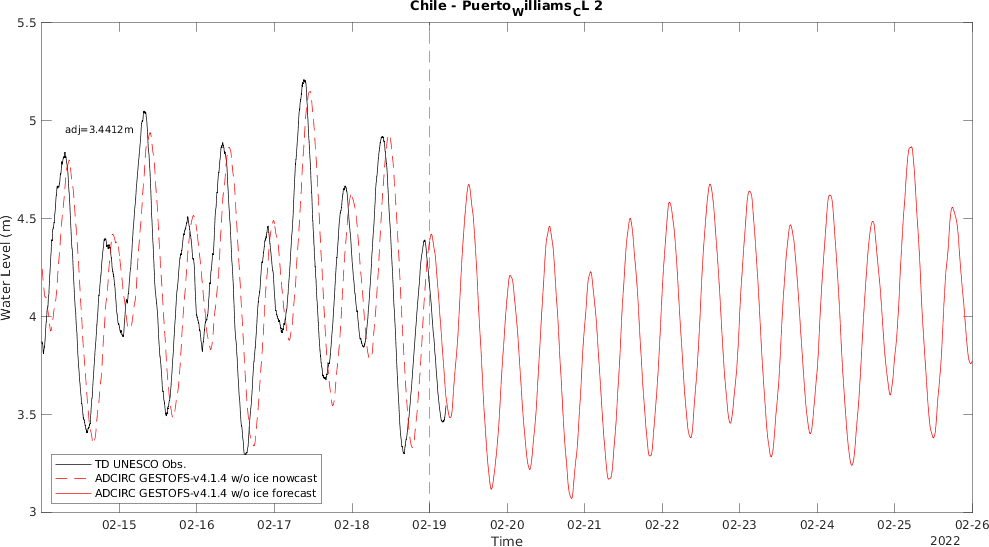 Chile - PuertoWilliamsCL 2
5.5
5
4.5
4
3.5
3
Water Level (m)
adj=3.4412m
TD UNESCO Obs.
ADCIRC GESTOFS-v4.1.4 w/o ice nowcast
ADCIRC GESTOFS-v4.1.4 w/o ice forecast
02-15 02-16 02-17 02-18 02-19 02-20 02-21 02-22 02-23 02-24 02-25 02-26
Time
2022